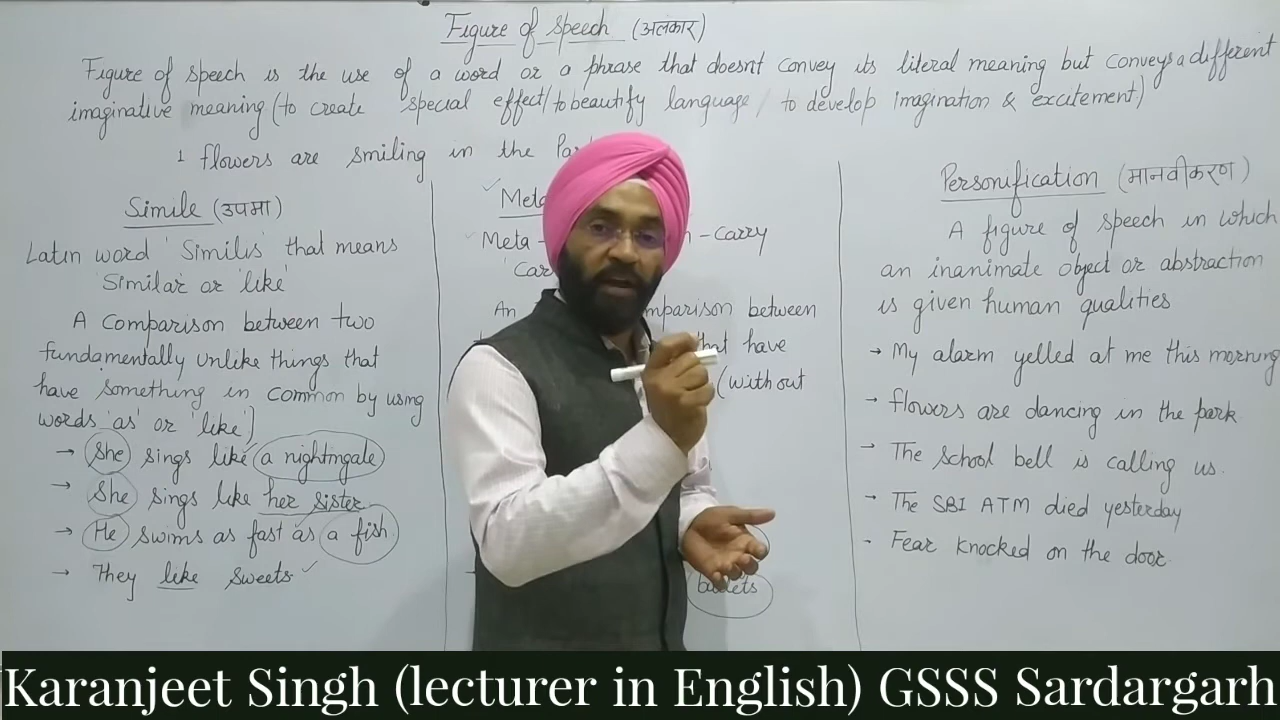 Figure of speech (अलंकार)
Figure of speech is the use of a word or a phrase that doesn't convey its literal meaning but conveys a different
imaginative meaning (to create special effect / to beautify language / to develop imagination & excitement)
1 flowers are smiling in the
Simile (उपमा)
Latin word 'Similis' that means
'Similar or 'like'
A comparison between two
fundamentally unlike things that
have something in common by using
words 'as' or 'like')
→ She sings like a nightingale
→ She sings like her sister
→ He swims as fast as a fish
→ They like sweets
Meta
Meta - - carry
An comparison between
that have
(without
Personification (मानवीकरण)
A figure of speech in which
an inanimate object or abstraction
is given human qualities
→ My alarm yelled at me this morning
→ flowers are dancing in the park
→ The school bell is calling us.
- The SBI ATM died yesterday
- Fear knocked on the door.
Karanjeet Singh (lecturer in English) GSSS Sardargarh